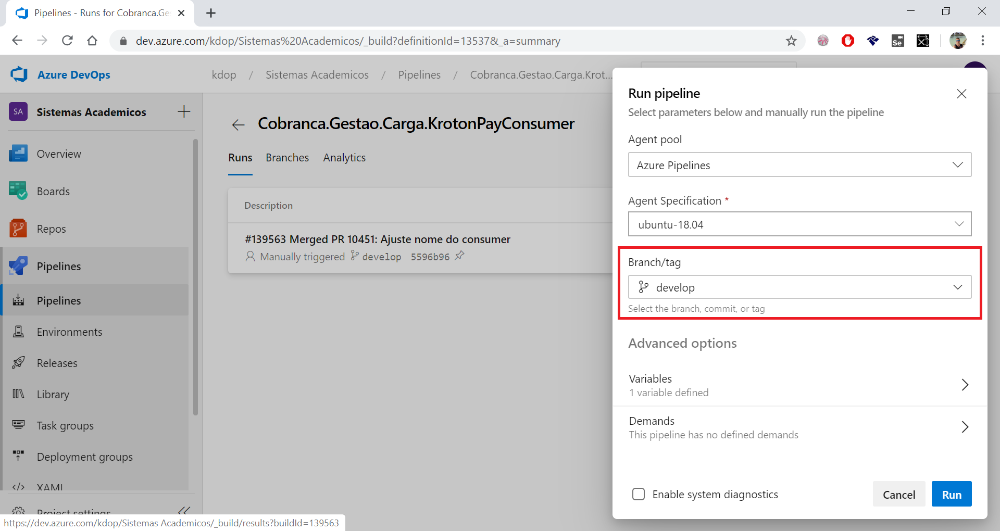 Pipelines - Runs for Cobranca.Ge
dev.azure.com/kdop/Sistemas%20Academicos/_build?definitionId=13537&_a=summary
Se
Azure DevOps
kdop / Sistemas Academicos / Pipelines / Cobranca.Gestao.Carga.Krot...
SA Sistemas Academicos
Overview
Boards
Repos
Pipelines
Pipelines
Environments
Releases
Library
Task groups
Deployment groups
XAML
Project settings
https://dev.azure.com/kdop/Sistemas Academicos/_build/results?buildId=139563
Cobranca.Gestao.Carga.KrotonPayConsumer
Runs Branches Analytics
Description
#139563 Merged PR 10451: Ajuste nome do consumer
Manually triggered develop 5596b96
Run pipeline
Select parameters below and manually run the pipeline
Agent pool
Azure Pipelines
Agent Specification *
ubuntu-18.04
Branch/tag
develop
Select the branch, commit, or tag
Advanced options
Variables
1 variable defined
Demands
This pipeline has no defined demands
Enable system diagnostics
Cancel
Run